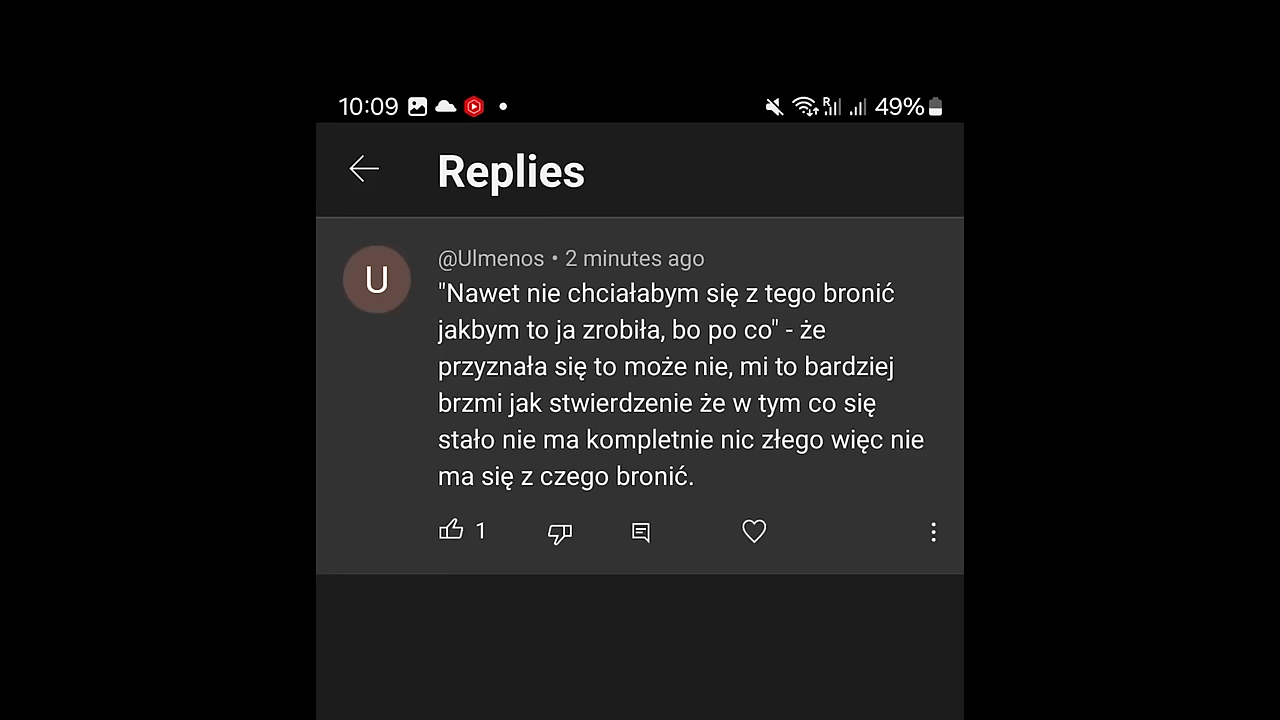 10:09
R
49%
Replies
U
@Ulmenos • 2 minutes ago
"Nawet nie chciałabym się z tego bronić
jakbym to ja zrobiła, bo po co" - że
przyznała się to może nie, mi to bardziej
brzmi jak stwierdzenie że w tym co się
stało nie ma kompletnie nic złego więc nie
ma się z czego bronić.
1